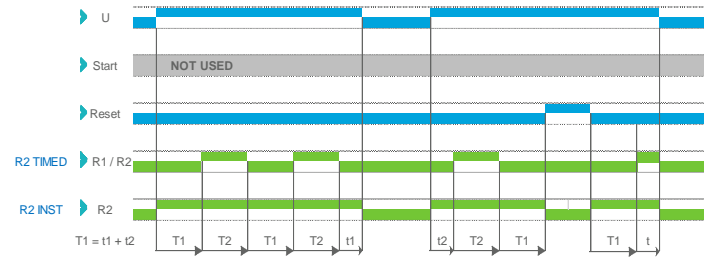 U
Start NOT USED
Reset
R2 TIMED R1 / R2
R2 INST R2
T1 = t1 + t2 T1 T2 T1 T2 t1 t2 T2 T1 T1 t